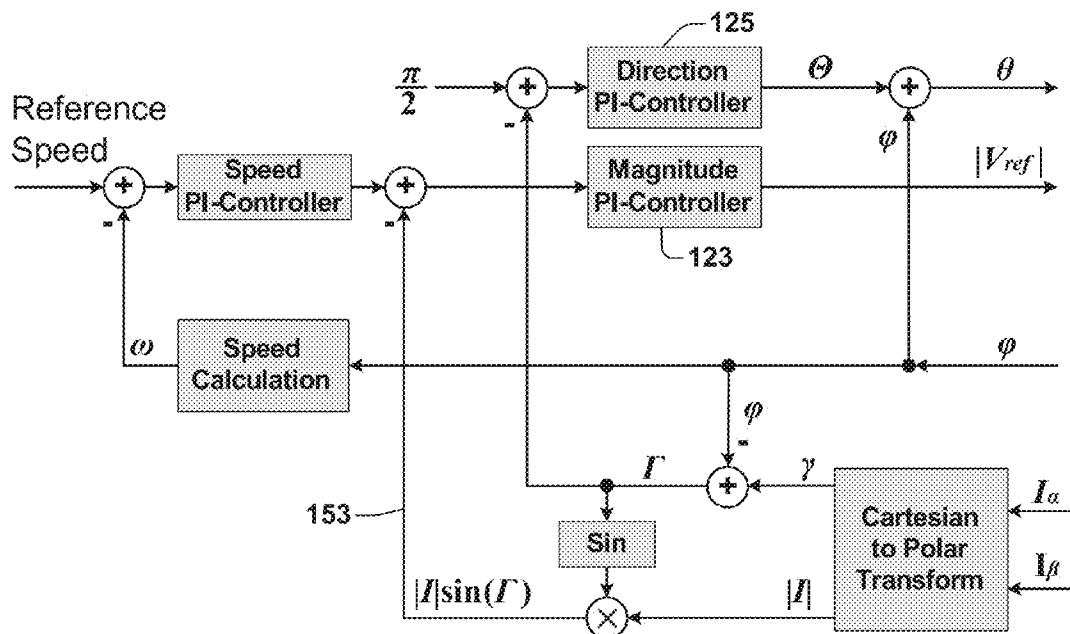 125
π/2
+
-
Direction
PI-Controller
Θ
+
θ
Reference
Speed
φ
|Vref|
+
-
Speed
PI-Controller
+
-
Magnitude
PI-Controller
123
ω
Speed
Calculation
φ
φ
-
Γ
+
γ
153
Sin
Cartesian
to Polar
Transform
Iα
Iβ
|I|sin(Γ)
×
|I|